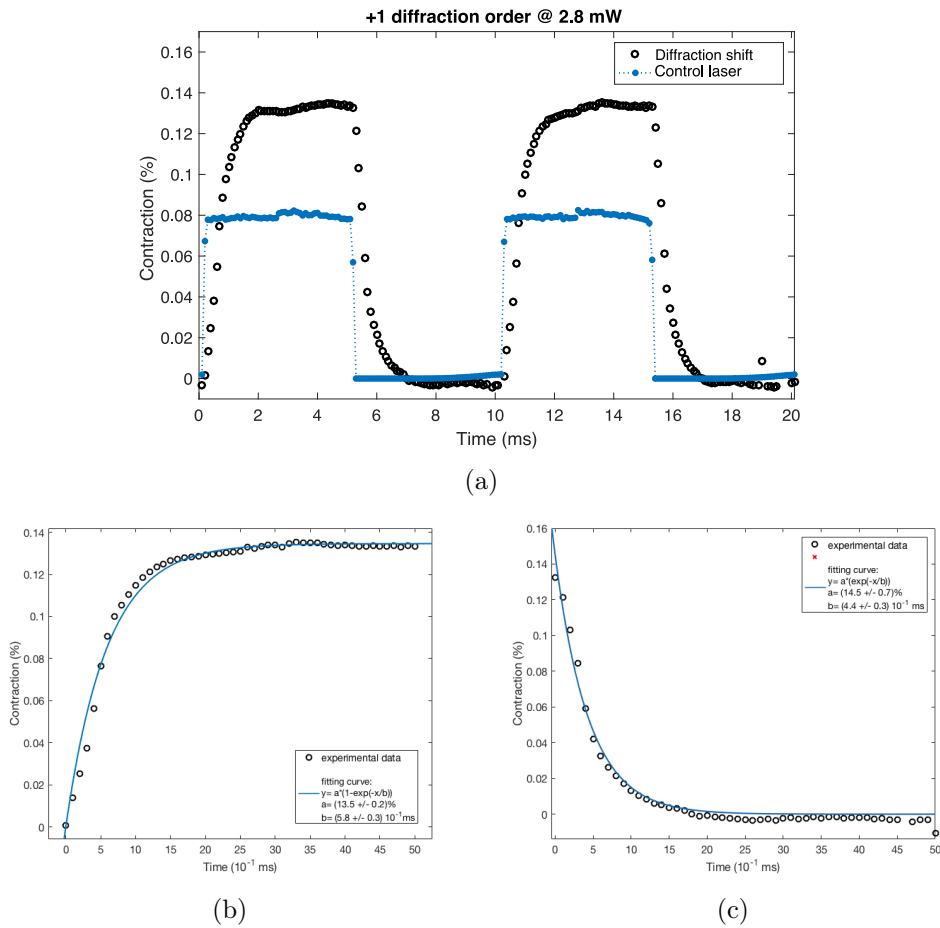 +1 diffraction order @ 2.8 mW
0.16
0.14
0.12
0.1
0.08
0.06
0.04
0.02
0
Contraction (%)
Diffraction shift
Control laser
0 2 4 6 8 10 12 14 16 18 20
Time (ms)
(a)
0.14
0.12
0.1
0.08
0.06
0.04
0.02
0
Contraction (%)
experimental data
fitting curve:
y= a*(1-exp(-x/b))
a= (13.5 +/- 0.2)%
b= (5.8 +/- 0.3) 10⁻¹ms
0 5 10 15 20 25 30 35 40 45 50
Time (10⁻¹ ms)
(b)
0.16
0.14
0.12
0.1
0.08
0.06
0.04
0.02
0
Contraction (%)
experimental data
fitting curve:
y= a*(exp(-x/b))
a= (14.5 +/- 0.7)%
b= (4.4 +/- 0.3) 10⁻¹ ms
0 5 10 15 20 25 30 35 40 45 50
Time (10⁻¹ ms)
(c)